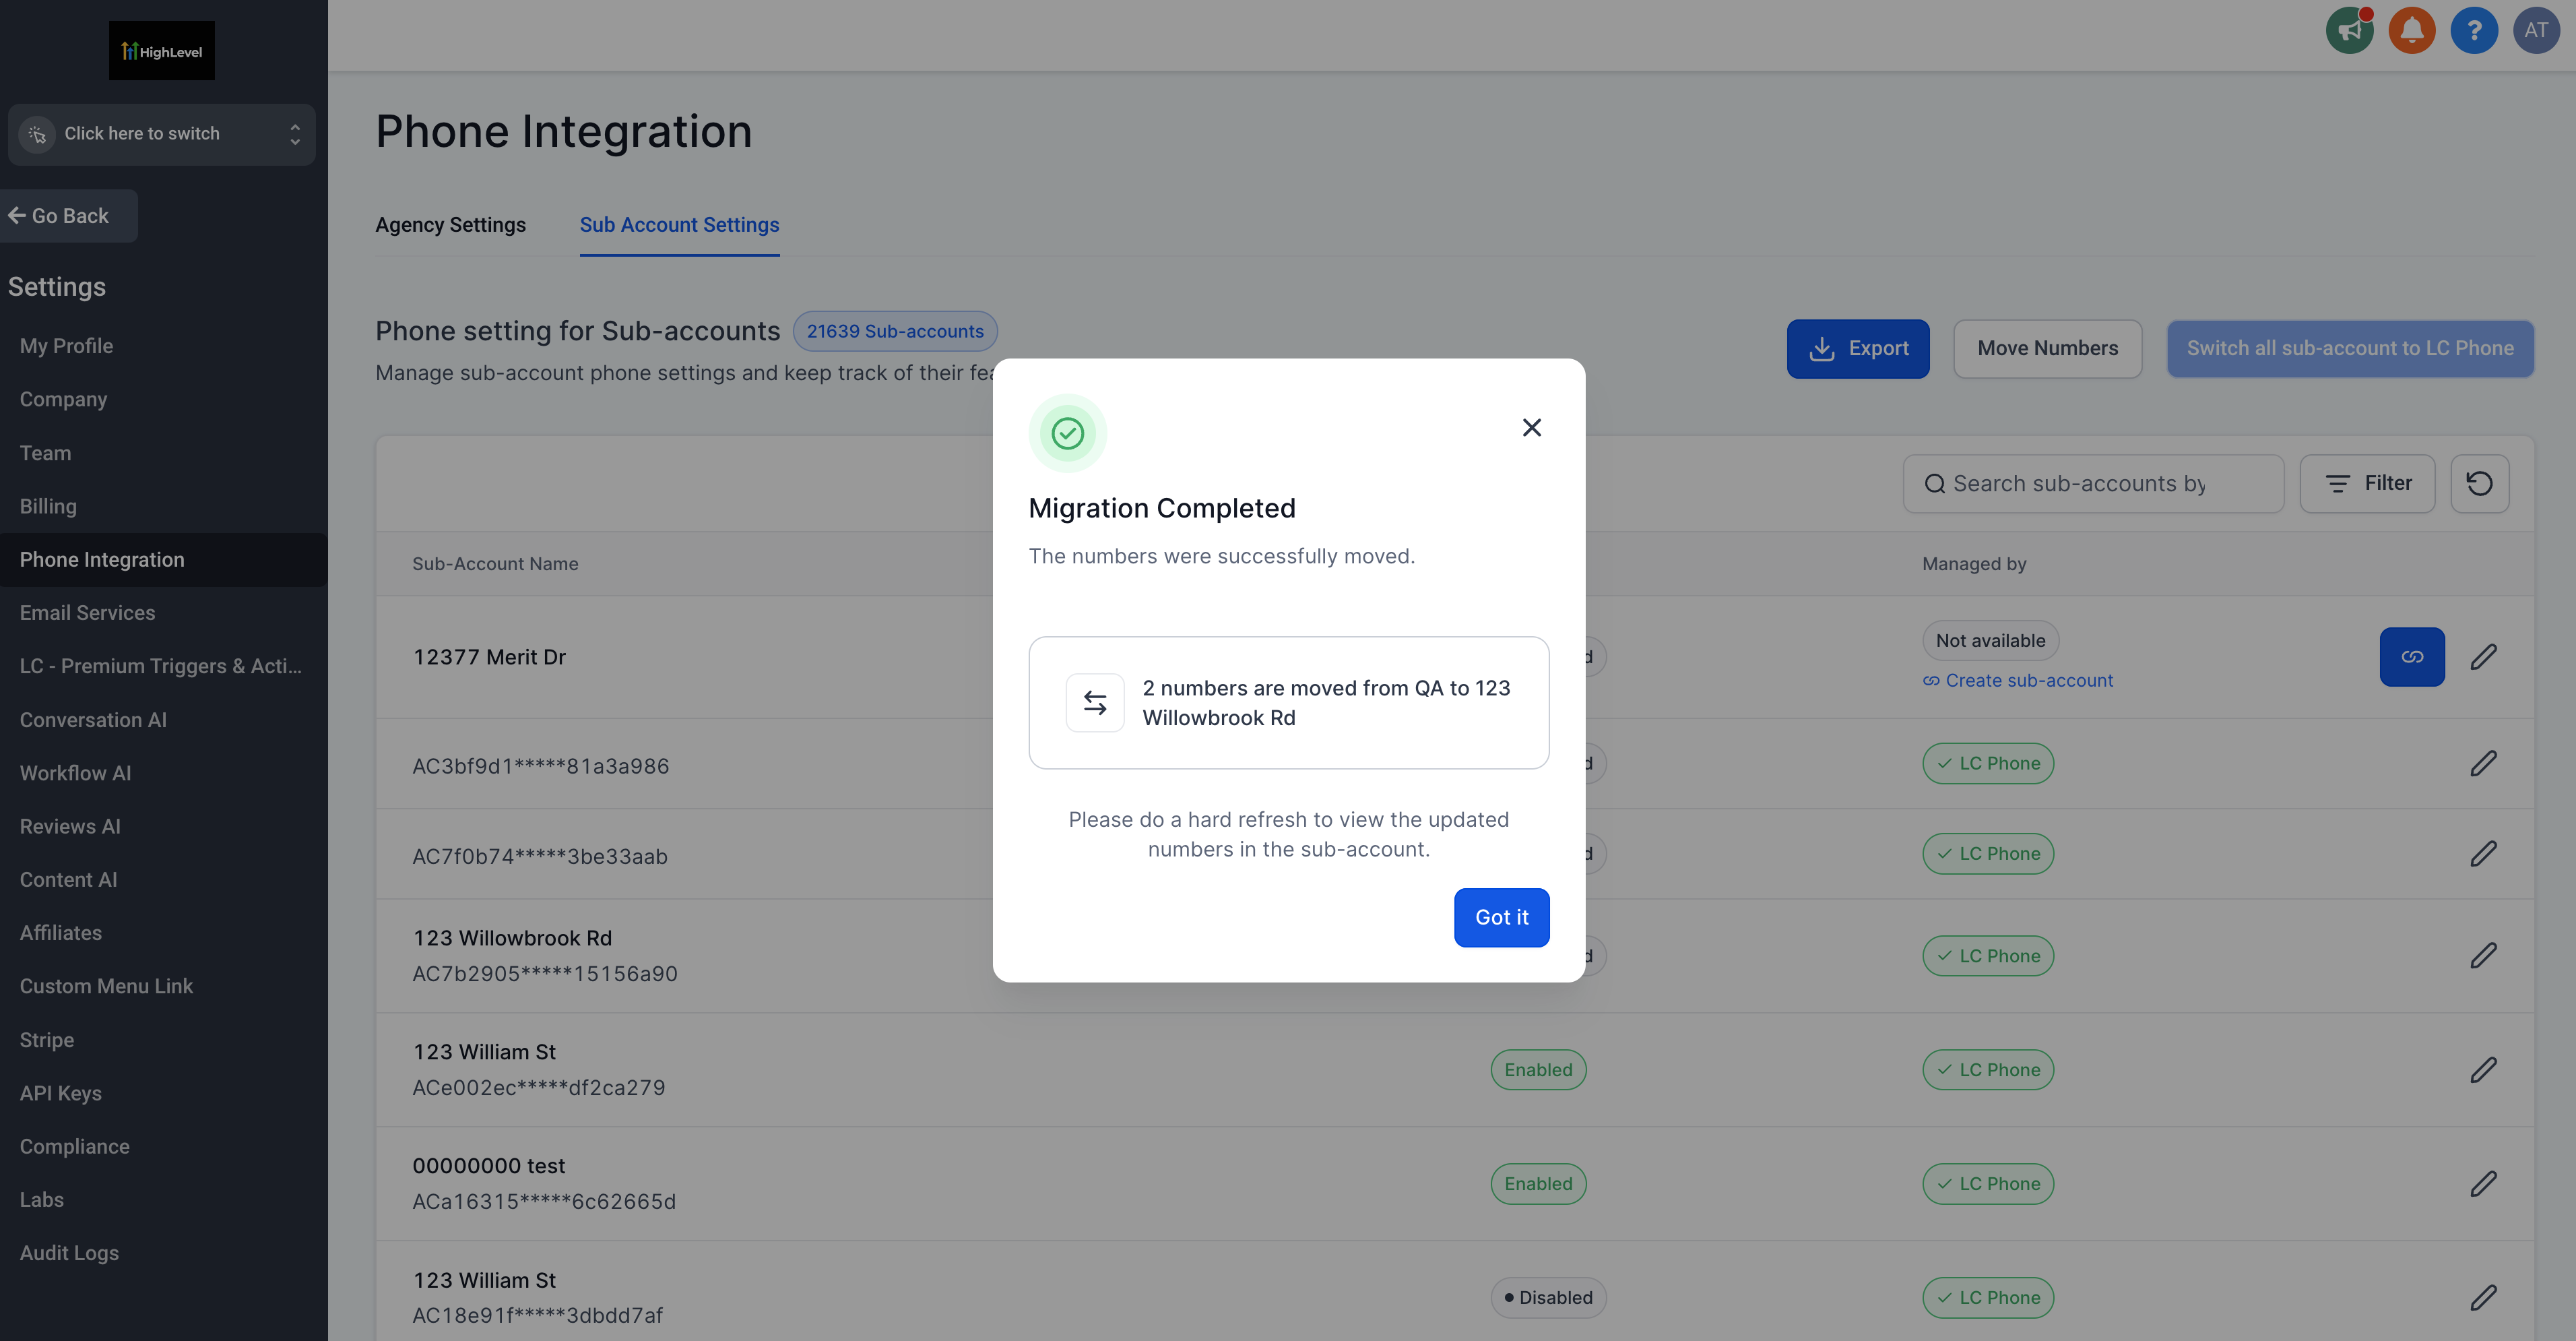 HighLevel
AT
Click here to switch
Go Back
Settings
My Profile
Company
Team
Billing
Phone Integration
Email Services
LC - Premium Triggers & Acti...
Conversation AI
Workflow AI
Reviews AI
Content AI
Affiliates
Custom Menu Link
Stripe
API Keys
Compliance
Labs
Audit Logs
Phone Integration
Agency Settings
Sub Account Settings
Phone setting for Sub-accounts
21639 Sub-accounts
Manage sub-account phone settings and keep track of their
Export
Move Numbers
Switch all sub-account to LC Phone
Search sub-accounts by
Filter
Sub-Account Name
Managed by
12377 Merit Dr
Not available
Create sub-account
AC3bf9d1*****81a3a986
LC Phone
AC7f0b74*****3be33aab
LC Phone
123 Willowbrook Rd
AC7b2905*****15156a90
LC Phone
123 William St
ACe002ec*****df2ca279
Enabled
LC Phone
00000000 test
ACa16315*****6c62665d
Enabled
LC Phone
123 William St
AC18e91f*****3dbdd7af
Disabled
LC Phone
Migration Completed
The numbers were successfully moved.
2 numbers are moved from QA to 123
Willowbrook Rd
Please do a hard refresh to view the updated
numbers in the sub-account.
Got it